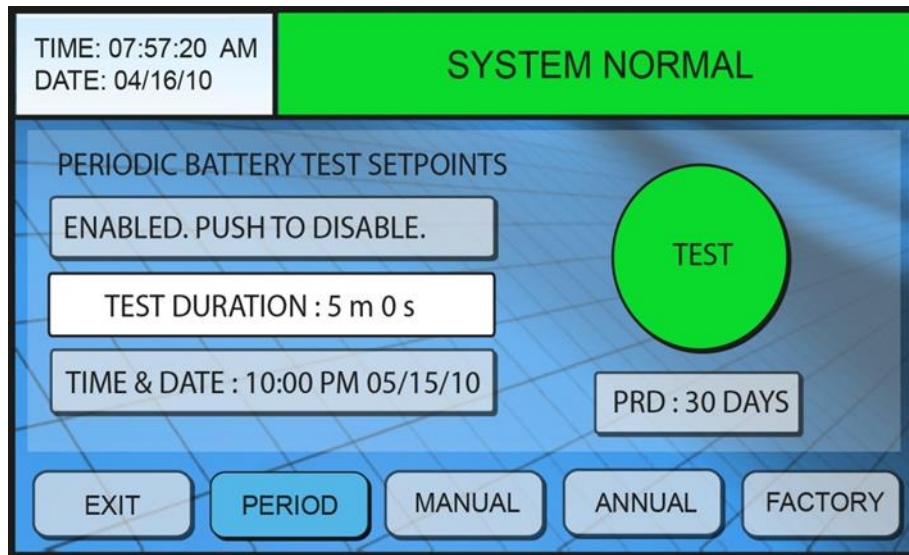 TIME: 07:57:20 AM
DATE: 04/16/10
SYSTEM NORMAL
PERIODIC BATTERY TEST SETPOINTS
ENABLED. PUSH TO DISABLE.
TEST
TEST DURATION : 5 m 0 s
TIME & DATE : 10:00 PM 05/15/10
PRD : 30 DAYS
EXIT
PERIOD
MANUAL
ANNUAL
FACTORY